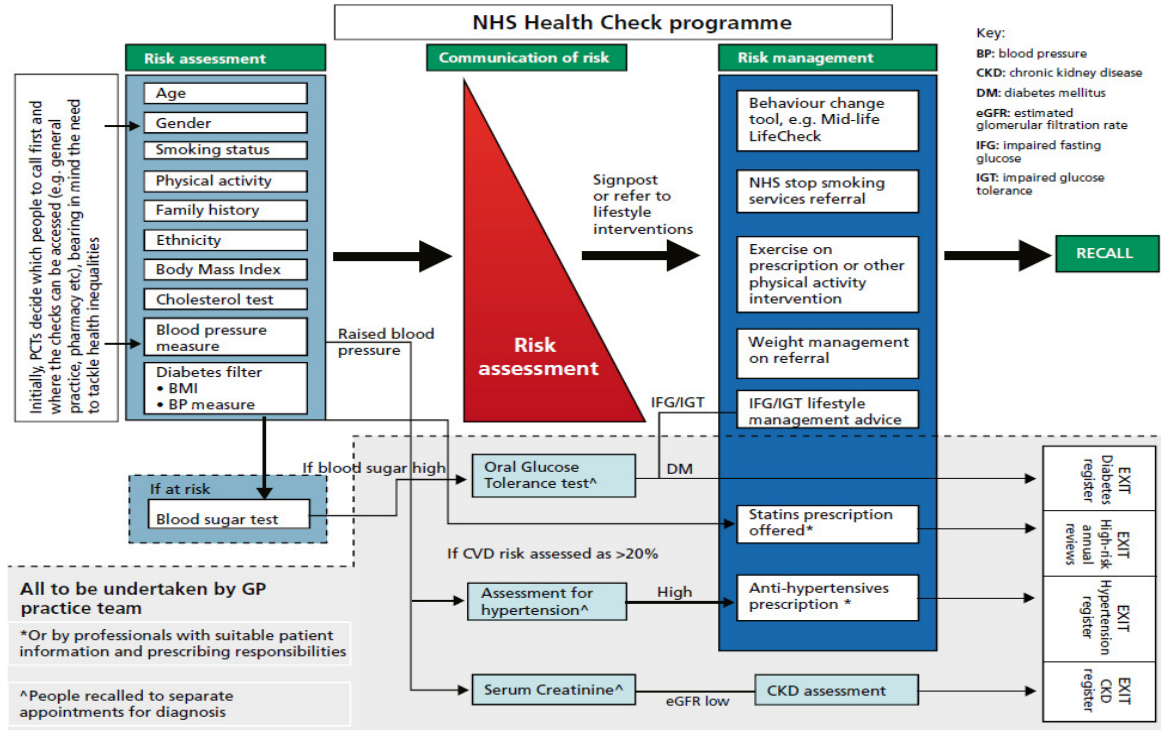 NHS Health Check programme
Risk assessment
Communication of risk
Risk management
Key:
BP: blood pressure
CKD: chronic kidney disease
DM: diabetes mellitus
eGFR: estimated
glomerular filtration rate
IFG: impaired fasting
glucose
IGT: impaired glucose
tolerance
Initially, PCTs decide which people to call first and
where the checks can be accessed (e.g. general
practice, pharmacy etc), bearing in mind the need
to tackle health inequalities
Age
Gender
Smoking status
Physical activity
Family history
Ethnicity
Body Mass Index
Cholesterol test
Blood pressure
measure
Diabetes filter
• BMI
• BP measure
Raised blood
pressure
Risk
assessment
Signpost
or refer to
lifestyle
interventions
Behaviour change
tool, e.g. Mid-life
LifeCheck
NHS stop smoking
services referral
Exercise on
prescription or other
physical activity
intervention
Weight management
on referral
IFG/IGT lifestyle
management advice
RECALL
IFG/IGT
If at risk
Blood sugar test
If blood sugar high
Oral Glucose
Tolerance test^
DM
Statins prescription
offered*
If CVD risk assessed as >20%
Assessment for
hypertension^
High
Anti-hypertensives
prescription *
Serum Creatinine^
eGFR low
CKD assessment
EXIT
Diabetes
register
EXIT
High-risk
annual
reviews
EXIT
Hypertension
register
EXIT
CKD
register
All to be undertaken by GP
practice team
*Or by professionals with suitable patient
information and prescribing responsibilities
^People recalled to separate
appointments for diagnosis